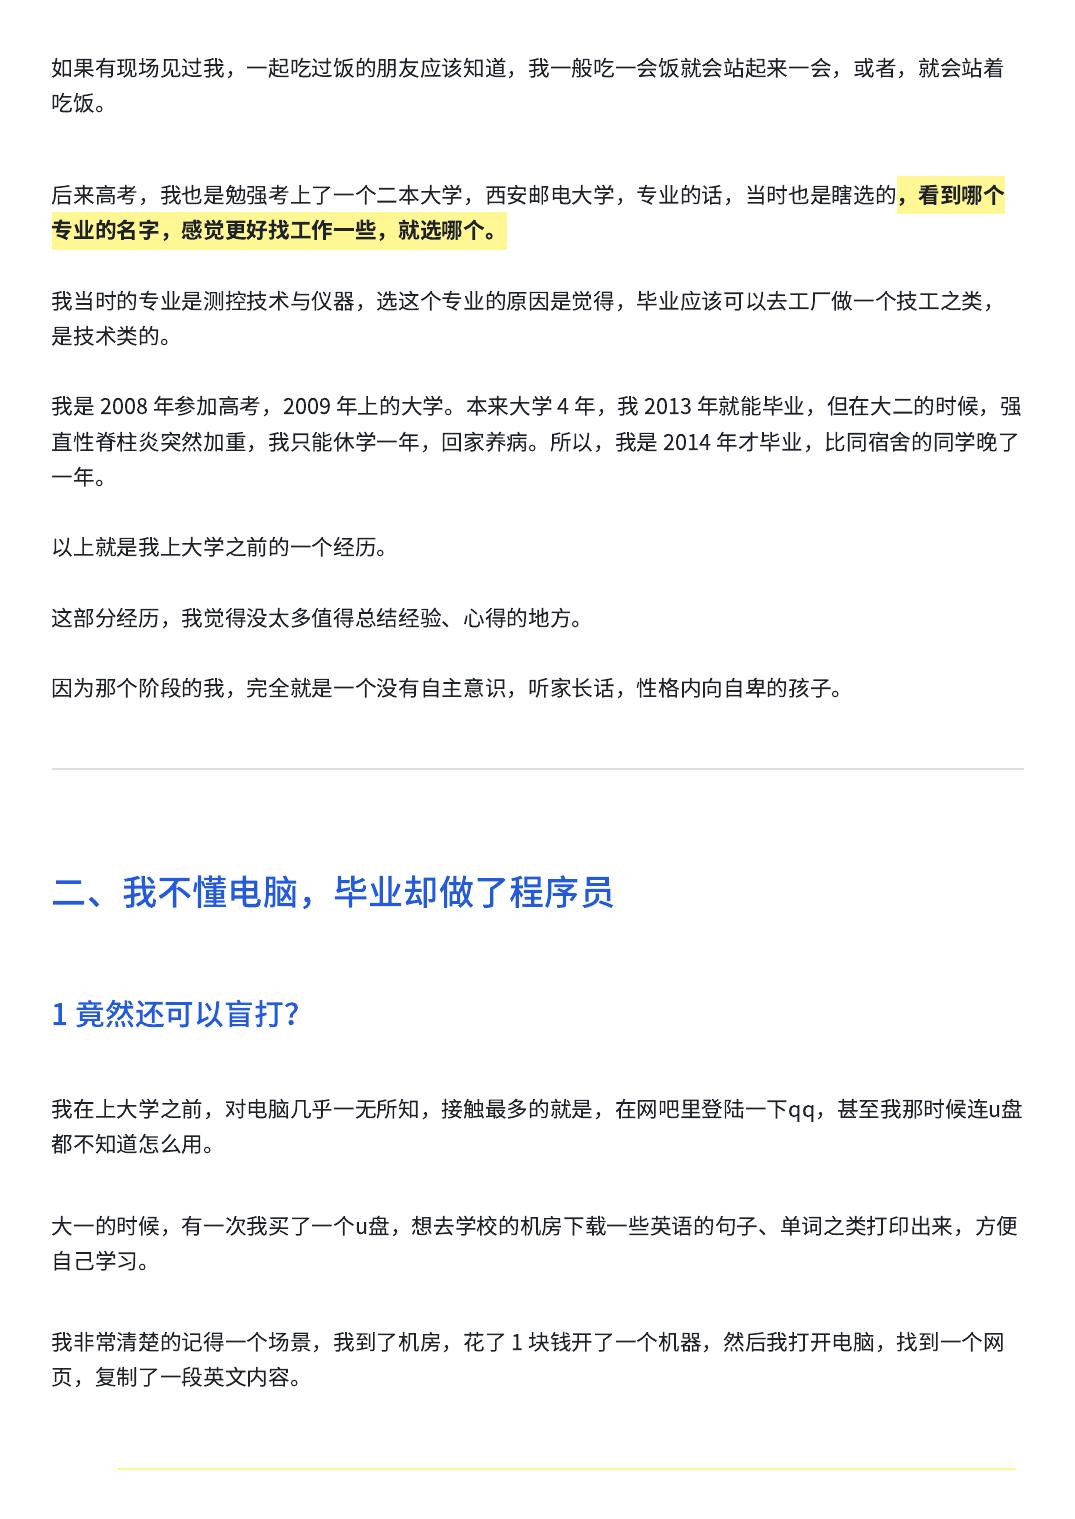 如果有现场见过我，一起吃过饭的朋友应该知道，我一般吃一会饭就会站起来一会，或者，就会站着
吃饭。
后来高考，我也是勉强考上了一个二本大学，西安邮电大学，专业的话，当时也是瞎选的，看到哪个
专业的名字，感觉更好找工作一些，就选哪个。
我当时的专业是测控技术与仪器，选这个专业的原因是觉得，毕业应该可以去工厂做一个技工之类，
是技术类的。
我是 2008 年参加高考，2009 年上的大学。本来大学 4 年，我 2013 年就能毕业，但在大二的时候，强
直性脊柱炎突然加重，我只能休学一年，回家养病。所以，我是 2014 年才毕业，比同宿舍的同学晚了
一年。
以上就是我上大学之前的一个经历。
这部分经历，我觉得没太多值得总结经验、心得的地方。
因为那个阶段的我，完全就是一个没有自主意识，听家长话，性格内向自卑的孩子。
二、我不懂电脑，毕业却做了程序员
1 竟然还可以盲打？
我在上大学之前，对电脑几乎一无所知，接触最多的就是，在网吧里登陆一下qq，甚至我那时候连u盘
都不知道怎么用。
大一的时候，有一次我买了一个u盘，想去学校的机房下载一些英语的句子、单词之类打印出来，方便
自己学习。
我非常清楚的记得一个场景，我到了机房，花了 1 块钱开了一个机器，然后我打开电脑，找到一个网
页，复制了一段英文内容。